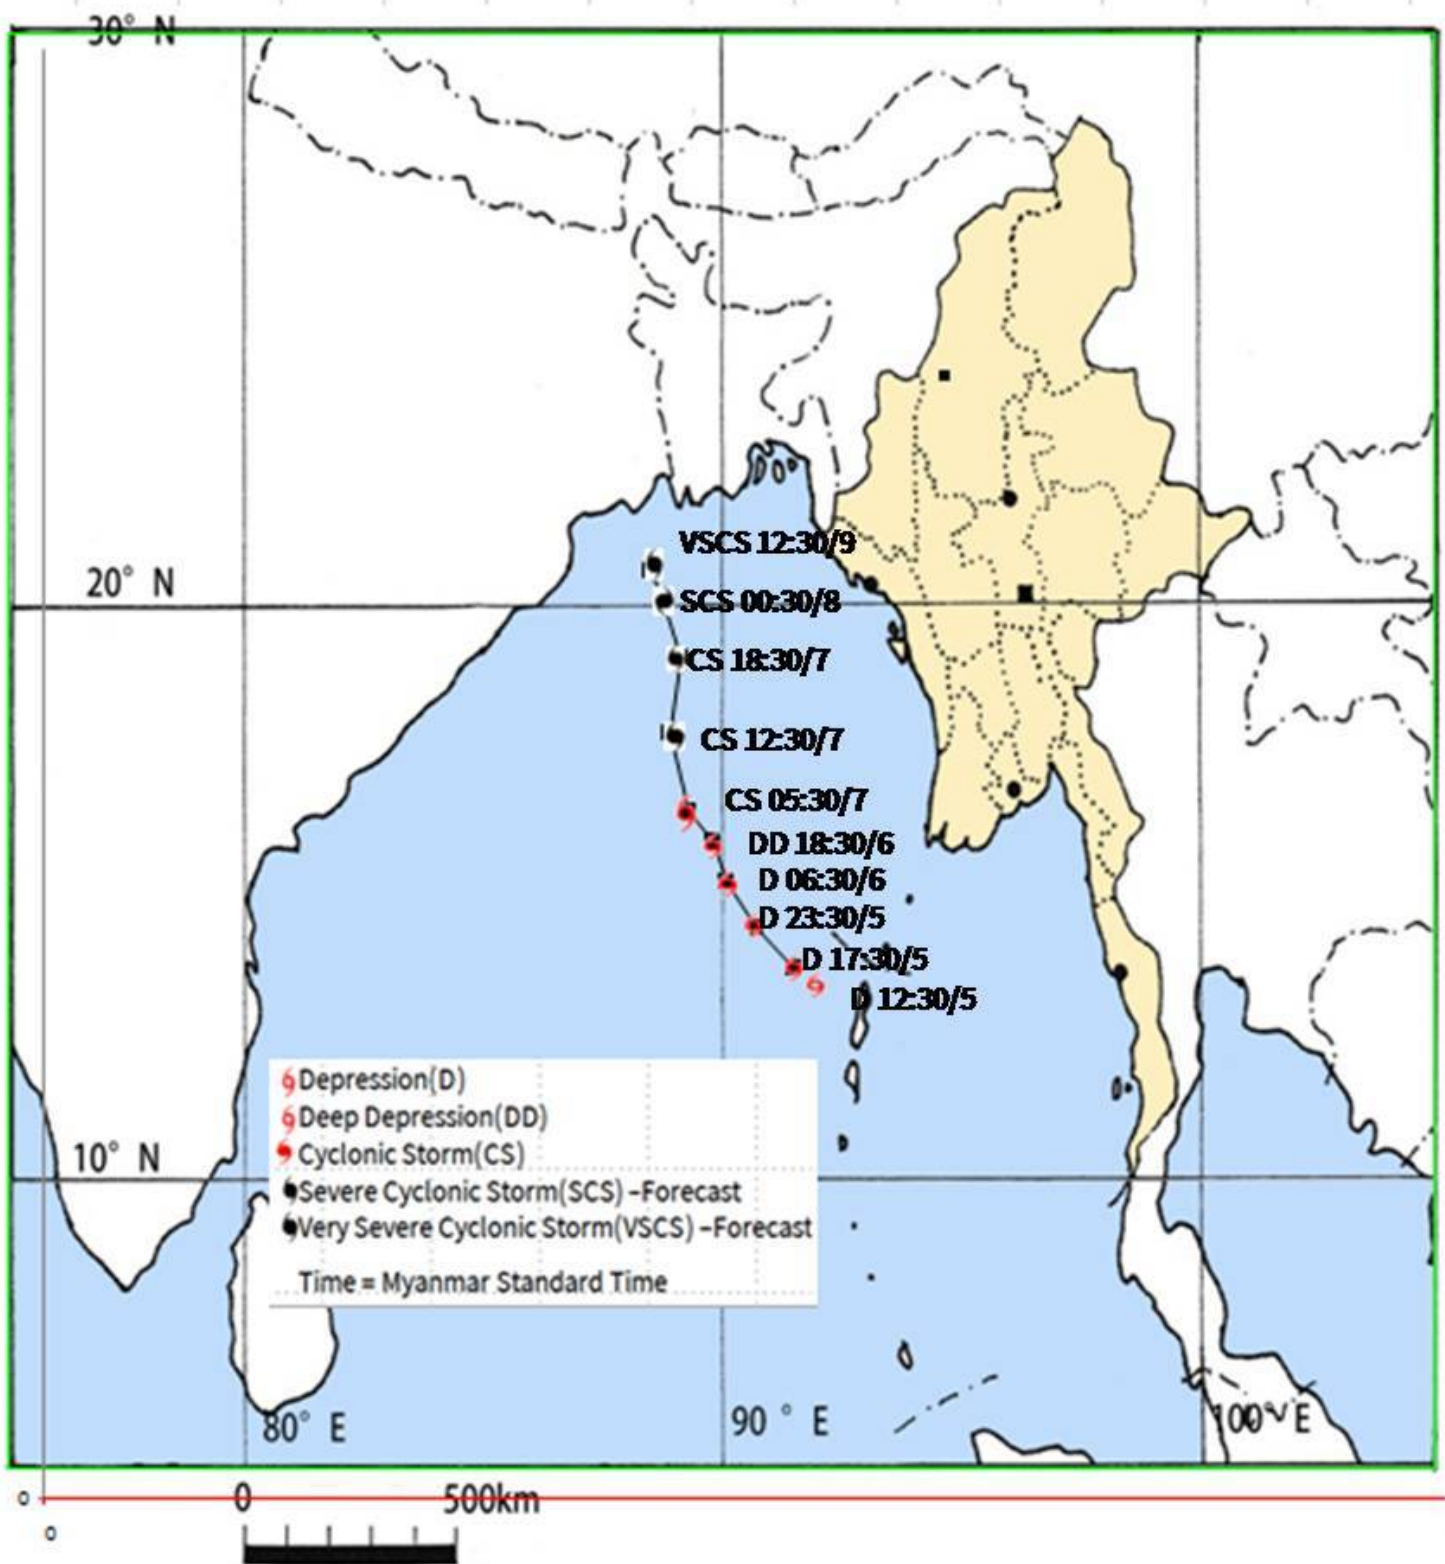 30° N
VSCS 12:30/9
20° N
SCS 00:30/8
CS 18:30/7
CS 12:30/7
CS 05:30/7
DD 18:30/6
D 06:30/6
D 23:30/5
D 17:30/5
D 12:30/5
Depression(D)
Deep Depression(DD)
10° N
Cyclonic Storm(CS)
Severe Cyclonic Storm(SCS) –Forecast
Very Severe Cyclonic Storm(VSCS) –Forecast
Time = Myanmar Standard Time
80° E
90° E
100° E
0 500km